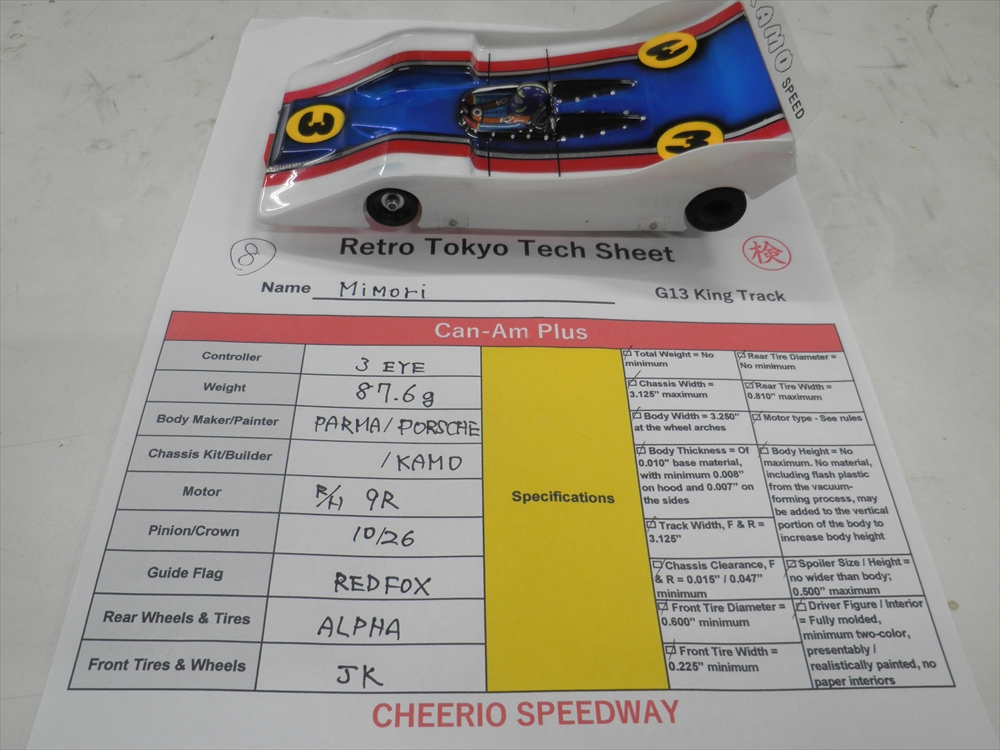 KAMO SPEED
3
3
3
Retro Tokyo Tech Sheet
8
検
Name Mimori
G13 King Track
Can-Am Plus
Controller
3 EYE
Weight
87.6g
Body Maker/Painter
PARMA/PORSCHE
Chassis Kit/Builder
/KAMO
Motor
R/H 9R
Pinion/Crown
10/26
Guide Flag
REDFOX
Rear Wheels & Tires
ALPHA
Front Tires & Wheels
JK
Specifications
Total Weight = No
minimum
Chassis Width =
3.125" maximum
Body Width = 3.250"
at the wheel arches
Body Thickness = Of
0.010" base material,
with minimum 0.008"
on hood and 0.007" on
the sides
Track Width, F & R =
3.125"
Chassis Clearance, F
& R = 0.015" / 0.047"
minimum
Front Tire Diameter =
0.600" minimum
Front Tire Width =
0.225" minimum
Rear Tire Diameter =
No minimum
Rear Tire Width =
0.810" maximum
Motor type - See rules
Body Height = No
maximum. No material,
including flash plastic
from the vacuum-
forming process, may
be added to the vertical
portion of the body to
increase body height
Spoiler Size / Height =
no wider than body;
0.500" maximum
Driver Figure / Interior
= Fully molded,
minimum two-color,
presentably /
realistically painted, no
paper interiors
CHEERIO SPEEDWAY